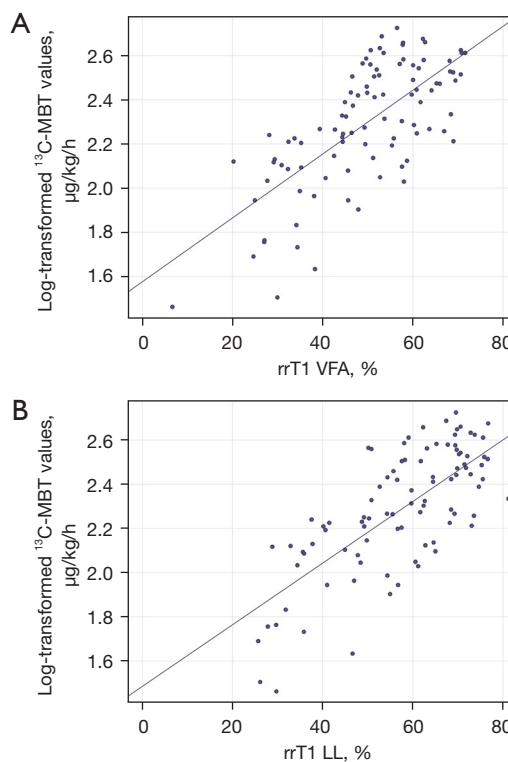 A
Log-transformed ¹³C-MBT values,
µg/kg/h
2.6
2.4
2.2
2.0
1.8
1.6
0 20 40 60 80
rrT1 VFA, %
B
Log-transformed ¹³C-MBT values,
µg/kg/h
2.6
2.4
2.2
2.0
1.8
1.6
0 20 40 60 80
rrT1 LL, %